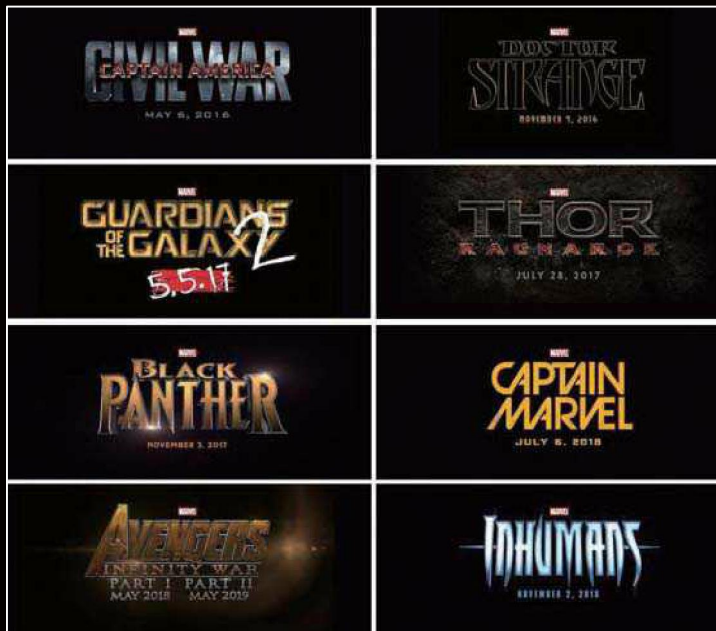 MARVEL
CIVIL WAR
CAPTAIN AMERICA
MAY 6, 2016
MARVEL
DOCTOR
STRANGE
NOVEMBER 4, 2016
MARVEL
GUARDIANS
OF THE GALAXY 2
5.5.17
MARVEL
THOR
RAGNAROK
JULY 28, 2017
MARVEL
BLACK
PANTHER
NOVEMBER 3, 2017
MARVEL
CAPTAIN
MARVEL
JULY 6, 2018
MARVEL
AVENGERS
INFINITY WAR
PART I PART II
MAY 2018 MAY 2019
MARVEL
INHUMANS
NOVEMBER 2, 2018